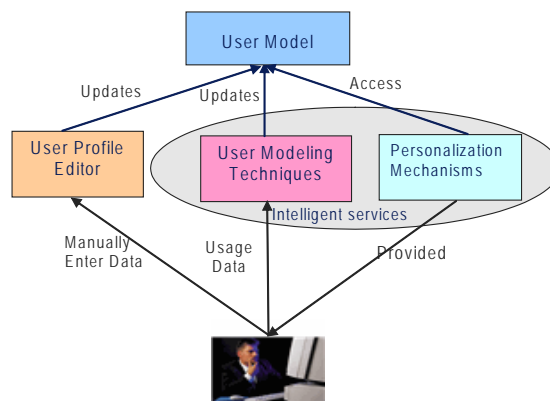 User Model
Updates
Updates
Access
User Profile
Editor
User Modeling
Techniques
Personalization
Mechanisms
Intelligent services
Manually
Enter Data
Usage
Data
Provided